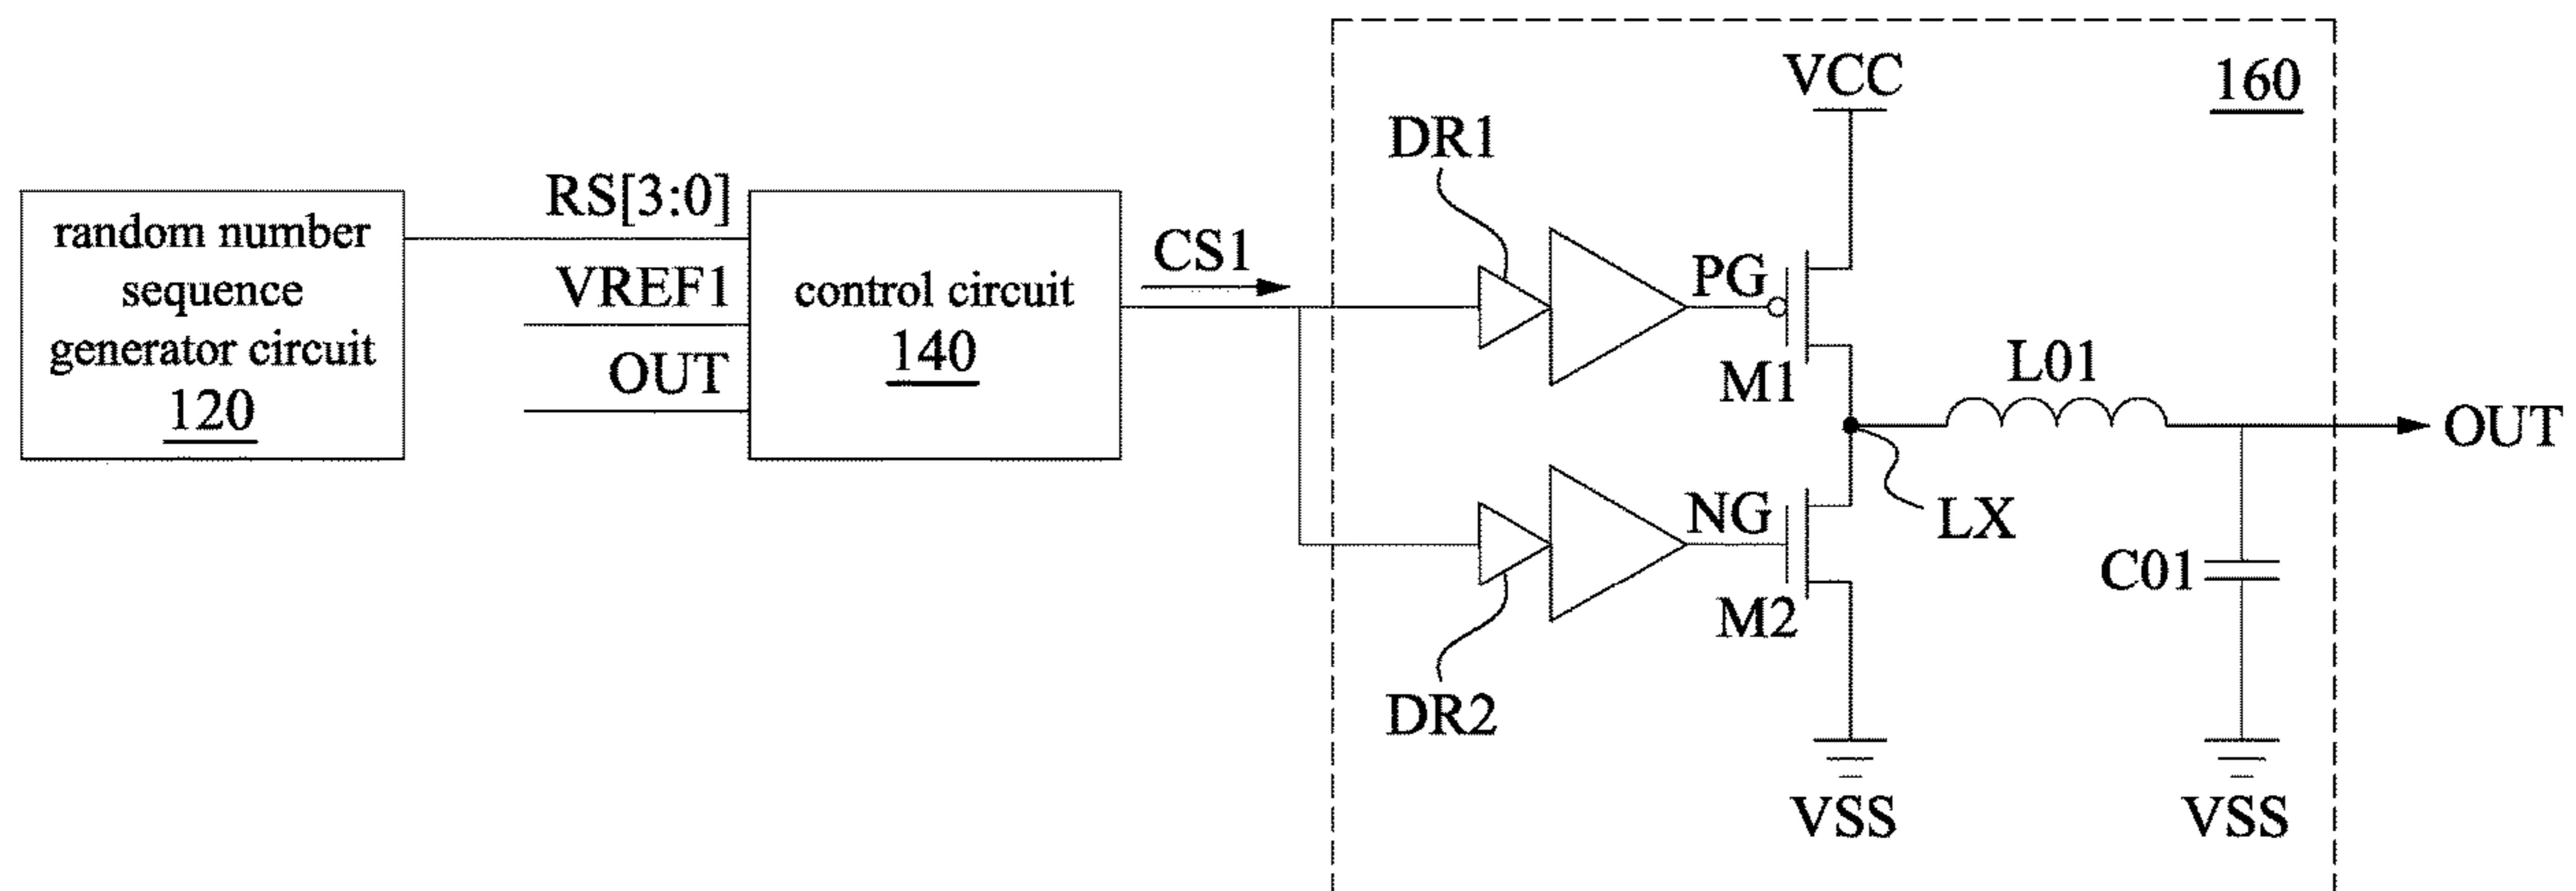 random number
sequence
generator circuit
120
RS[3:0]
VREF1
OUT
control circuit
140
CS1
DR1
DR2
PG
M1
NG
M2
VCC
160
L01
LX
C01
OUT
VSS
VSS